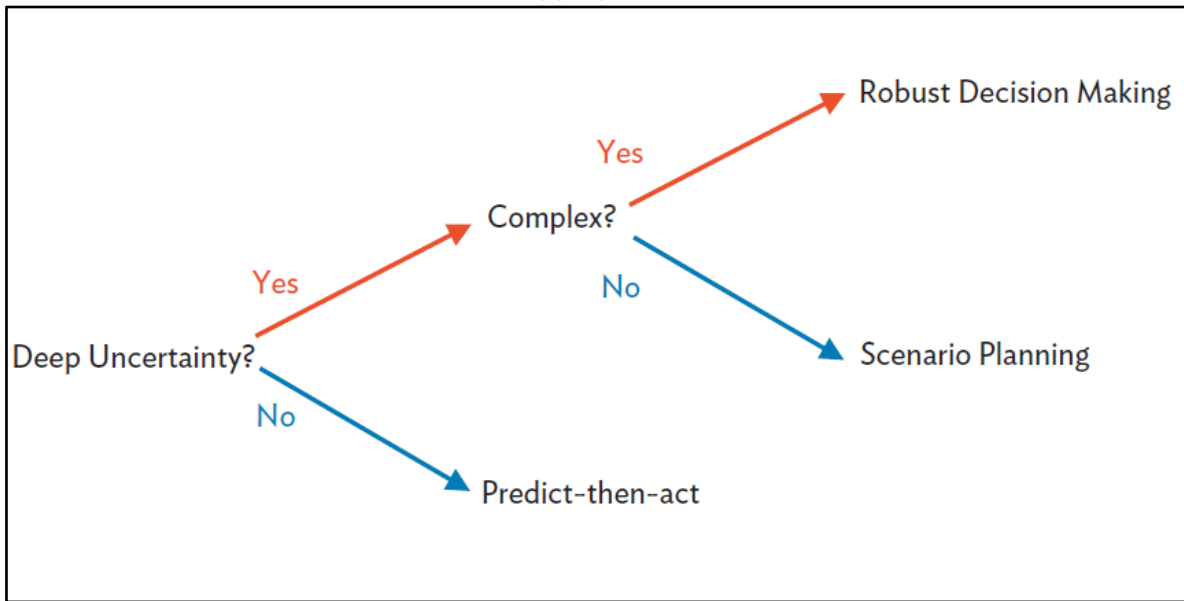 Robust Decision Making
Yes
Complex?
Yes
No
Deep Uncertainty?
Scenario Planning
No
Predict-then-act